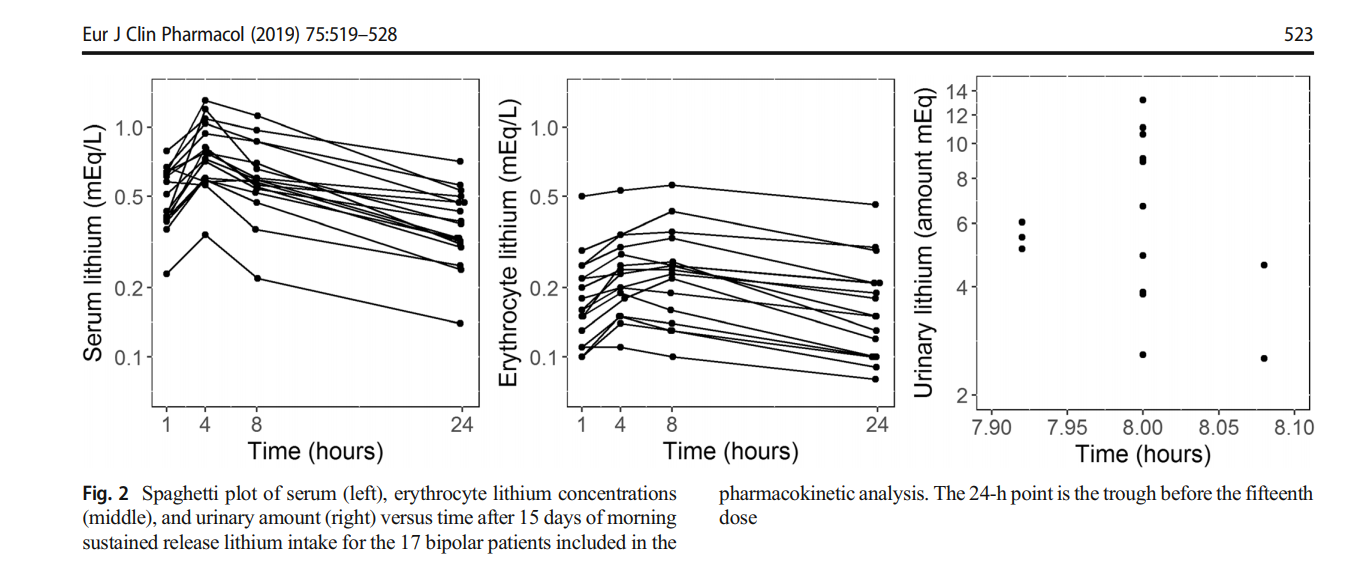 Eur J Clin Pharmacol (2019) 75:519–528 523
Serum lithium (mEq/L)
1.0
0.5
0.2
0.1
1 4 8 24
Time (hours)
Erythrocyte lithium (mEq/L)
1.0
0.5
0.2
0.1
1 4 8 24
Time (hours)
Urinary lithium (amount mEq)
14
12
10
8
6
4
2
7.90 7.95 8.00 8.05 8.10
Time (hours)
Fig. 2 Spaghetti plot of serum (left), erythrocyte lithium concentrations
(middle), and urinary amount (right) versus time after 15 days of morning
sustained release lithium intake for the 17 bipolar patients included in the
pharmacokinetic analysis. The 24-h point is the trough before the fifteenth
dose